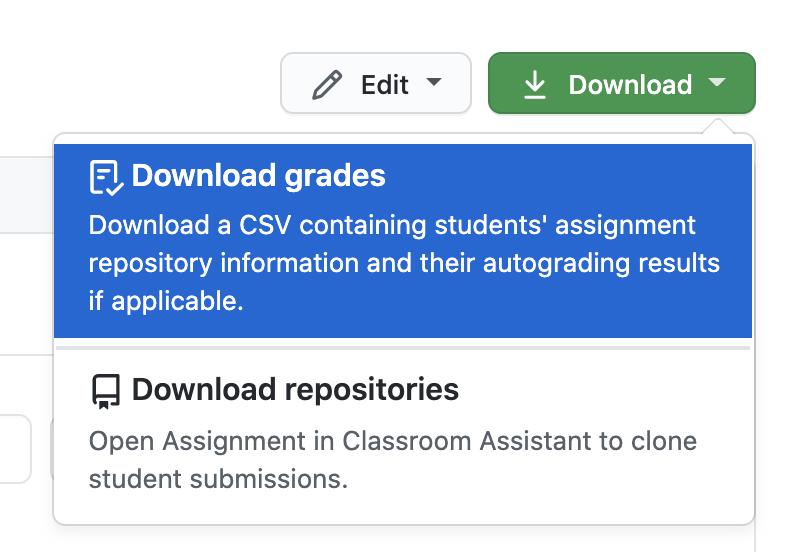 Edit
Download
Download grades
Download a CSV containing students' assignment
repository information and their autograding results
if applicable.
Download repositories
Open Assignment in Classroom Assistant to clone
student submissions.